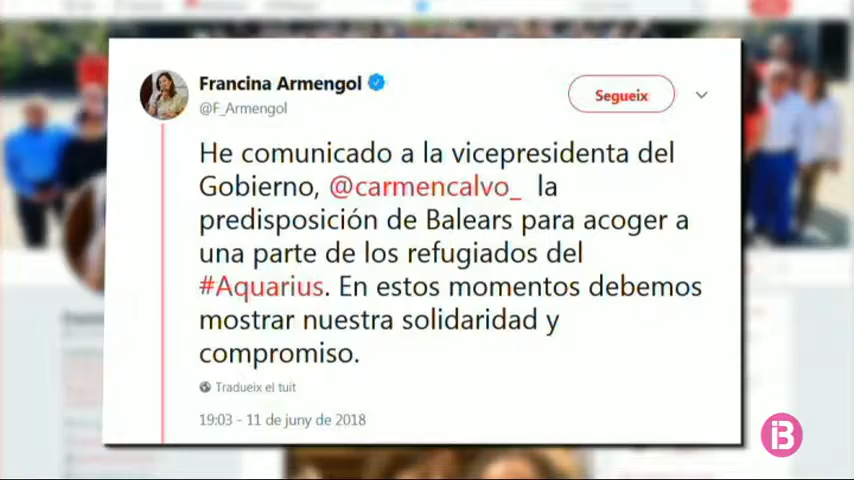 Francina Armengol
@F_Armengol
Segueix
He comunicado a la vicepresidenta del
Gobierno, @carmencalvo_ la
predisposición de Balears para acoger a
una parte de los refugiados del
#Aquarius. En estos momentos debemos
mostrar nuestra solidaridad y
compromiso.
Tradueix el tuit
19:03 - 11 de juny de 2018
IB